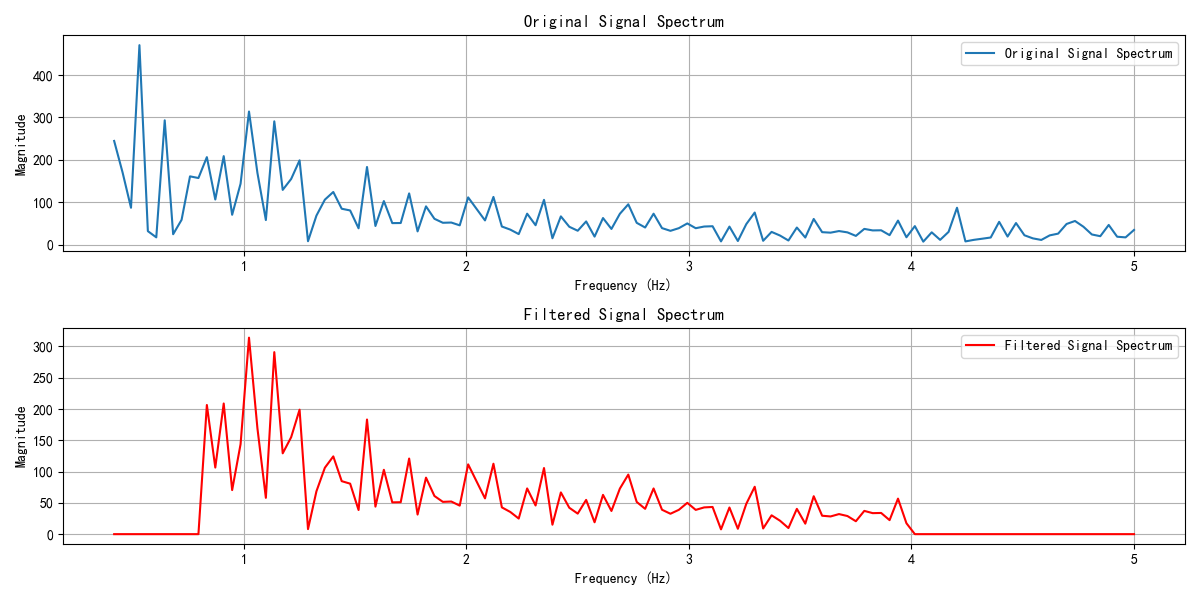 Original Signal Spectrum
Original Signal Spectrum
400
300
200
100
0
Magnitude
1 2 3 4 5
Frequency (Hz)
Filtered Signal Spectrum
Filtered Signal Spectrum
300
250
200
150
100
50
0
Magnitude
1 2 3 4 5
Frequency (Hz)